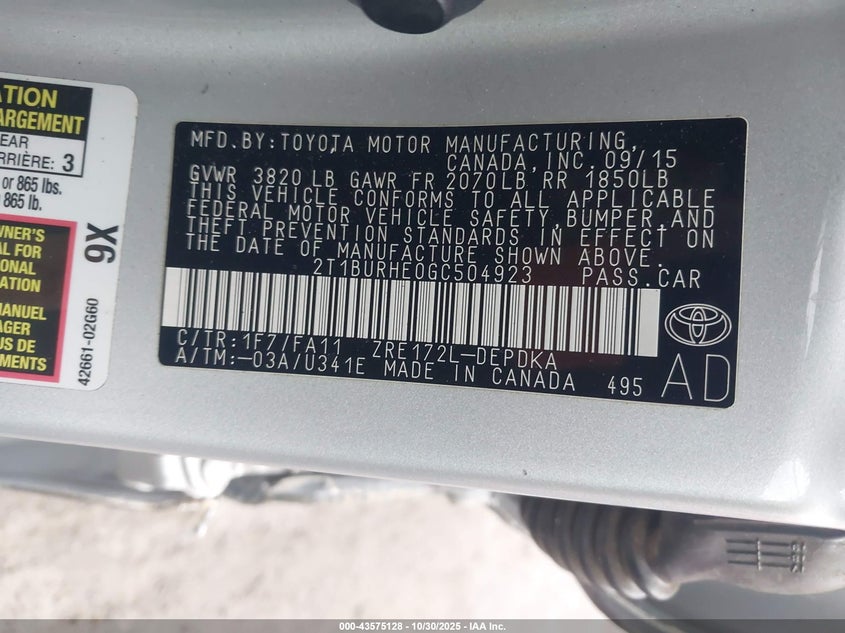 ATION
ARGEMENT
EAR
RRIÈRE: 3
or 865 lbs.
865 lb.
WNER'S
AL FOR
IONAL
ATION
MANUEL
AGER
US DE
MENTS
9X
42661-02G60
MFD.BY:TOYOTA MOTOR MANUFACTURING,
CANADA,INC.09/15
GVWR 3820 LB GAWR FR 2070LB RR 1850LB
THIS VEHICLE CONFORMS TO ALL APPLICABLE
FEDERAL MOTOR VEHICLE SAFETY,BUMPER,AND
THEFT PREVENTION STANDARDS IN EFFECT ON
THE DATE OF MANUFACTURE SHOWN ABOVE.
2T1BURHE0GC504923 PASS.CAR
C/TR:1F7/FA11 ZRE172L-DEPDKA
A/TM:-03A/U341E MADE IN CANADA 495
AD
000-43575128 - 10/30/2025 - IAA Inc.